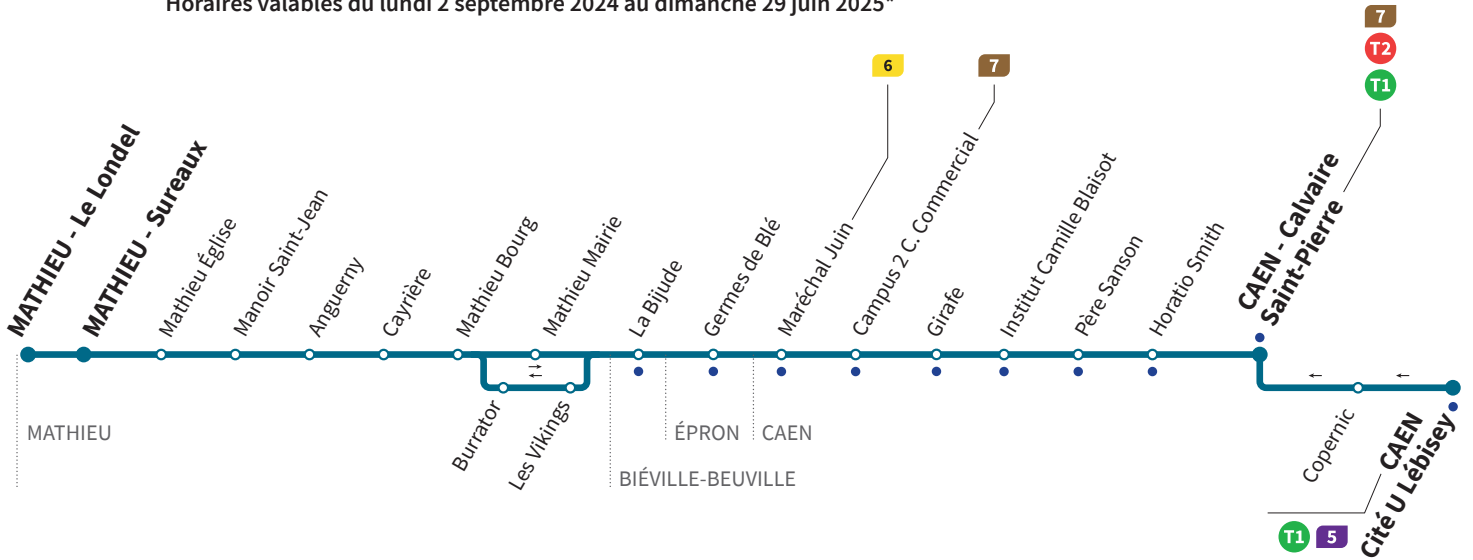 Horaires valables du lundi 2 septembre 2024 au dimanche 29 juin 2025*
7
T2
T1
6
7
MATHIEU - Le Londel
MATHIEU - Sureaux
Mathieu Église
Manoir Saint-Jean
Anguerny
Cayrière
Mathieu Bourg
Mathieu Mairie
La Bijude
Germes de Blé
Maréchal Juin
Campus 2 C. Commercial
Girafe
Institut Camille Blaisot
Père Sanson
Horatio Smith
CAEN - Calvaire
Saint-Pierre
→
←
←
←
Burrator
Les Vikings
Copernic
CAEN
Cité U Lébisey
MATHIEU
ÉPRON
CAEN
BIÉVILLE-BEUVILLE
T1
5